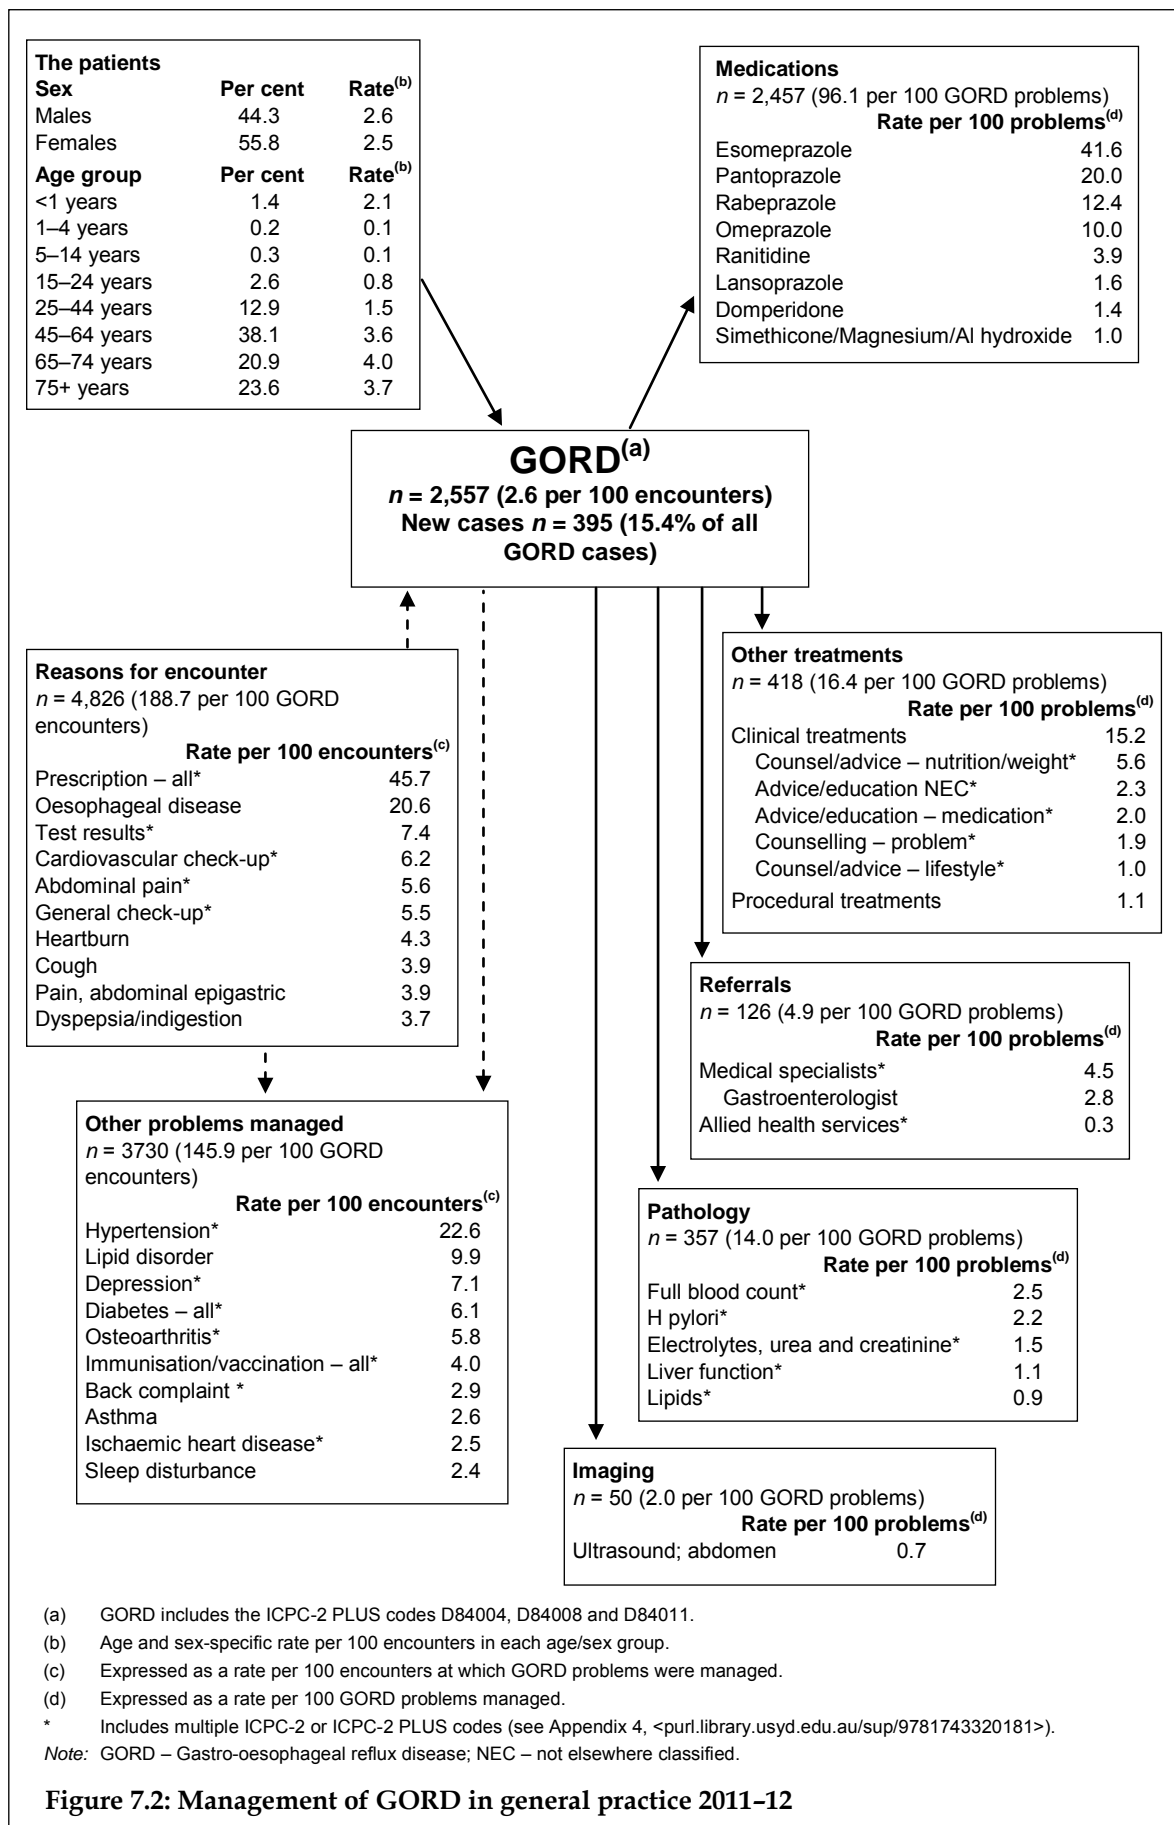 The patients
Sex Per cent Rate(b)
Males 44.3 2.6
Females 55.8 2.5
Age group Per cent Rate(b)
<1 years 1.4 2.1
1–4 years 0.2 0.1
5–14 years 0.3 0.1
15–24 years 2.6 0.8
25–44 years 12.9 1.5
45–64 years 38.1 3.6
65–74 years 20.9 4.0
75+ years 23.6 3.7
Medications
n = 2,457 (96.1 per 100 GORD problems)
Rate per 100 problems(d)
Esomeprazole 41.6
Pantoprazole 20.0
Rabeprazole 12.4
Omeprazole 10.0
Ranitidine 3.9
Lansoprazole 1.6
Domperidone 1.4
Simethicone/Magnesium/Al hydroxide 1.0
GORD(a)
n = 2,557 (2.6 per 100 encounters)
New cases n = 395 (15.4% of all
GORD cases)
Reasons for encounter
n = 4,826 (188.7 per 100 GORD
encounters)
Rate per 100 encounters(c)
Prescription – all* 45.7
Oesophageal disease 20.6
Test results* 7.4
Cardiovascular check-up* 6.2
Abdominal pain* 5.6
General check-up* 5.5
Heartburn 4.3
Cough 3.9
Pain, abdominal epigastric 3.9
Dyspepsia/indigestion 3.7
Other treatments
n = 418 (16.4 per 100 GORD problems)
Rate per 100 problems(d)
Clinical treatments 15.2
Counsel/advice – nutrition/weight* 5.6
Advice/education NEC* 2.3
Advice/education – medication* 2.0
Counselling – problem* 1.9
Counsel/advice – lifestyle* 1.0
Procedural treatments 1.1
Referrals
n = 126 (4.9 per 100 GORD problems)
Rate per 100 problems(d)
Medical specialists* 4.5
Gastroenterologist 2.8
Allied health services* 0.3
Other problems managed
n = 3730 (145.9 per 100 GORD
encounters)
Rate per 100 encounters(c)
Hypertension* 22.6
Lipid disorder 9.9
Depression* 7.1
Diabetes – all* 6.1
Osteoarthritis* 5.8
Immunisation/vaccination – all* 4.0
Back complaint * 2.9
Asthma 2.6
Ischaemic heart disease* 2.5
Sleep disturbance 2.4
Pathology
n = 357 (14.0 per 100 GORD problems)
Rate per 100 problems(d)
Full blood count* 2.5
H pylori* 2.2
Electrolytes, urea and creatinine* 1.5
Liver function* 1.1
Lipids* 0.9
Imaging
n = 50 (2.0 per 100 GORD problems)
Rate per 100 problems(d)
Ultrasound; abdomen 0.7
(a) GORD includes the ICPC-2 PLUS codes D84004, D84008 and D84011.
(b) Age and sex-specific rate per 100 encounters in each age/sex group.
(c) Expressed as a rate per 100 encounters at which GORD problems were managed.
(d) Expressed as a rate per 100 GORD problems managed.
* Includes multiple ICPC-2 or ICPC-2 PLUS codes (see Appendix 4, <purl.library.usyd.edu.au/sup/9781743320181>).
Note: GORD – Gastro-oesophageal reflux disease; NEC – not elsewhere classified.
Figure 7.2: Management of GORD in general practice 2011–12